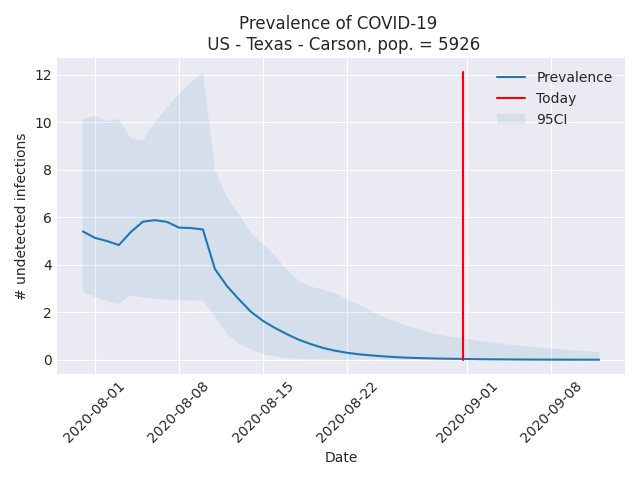 Prevalence of COVID-19
US - Texas - Carson, pop. = 5926
Prevalence
Today
95CI
# undetected infections
12
10
8
6
4
2
0
2020-08-01
2020-08-08
2020-08-15
2020-08-22
2020-09-01
2020-09-08
Date